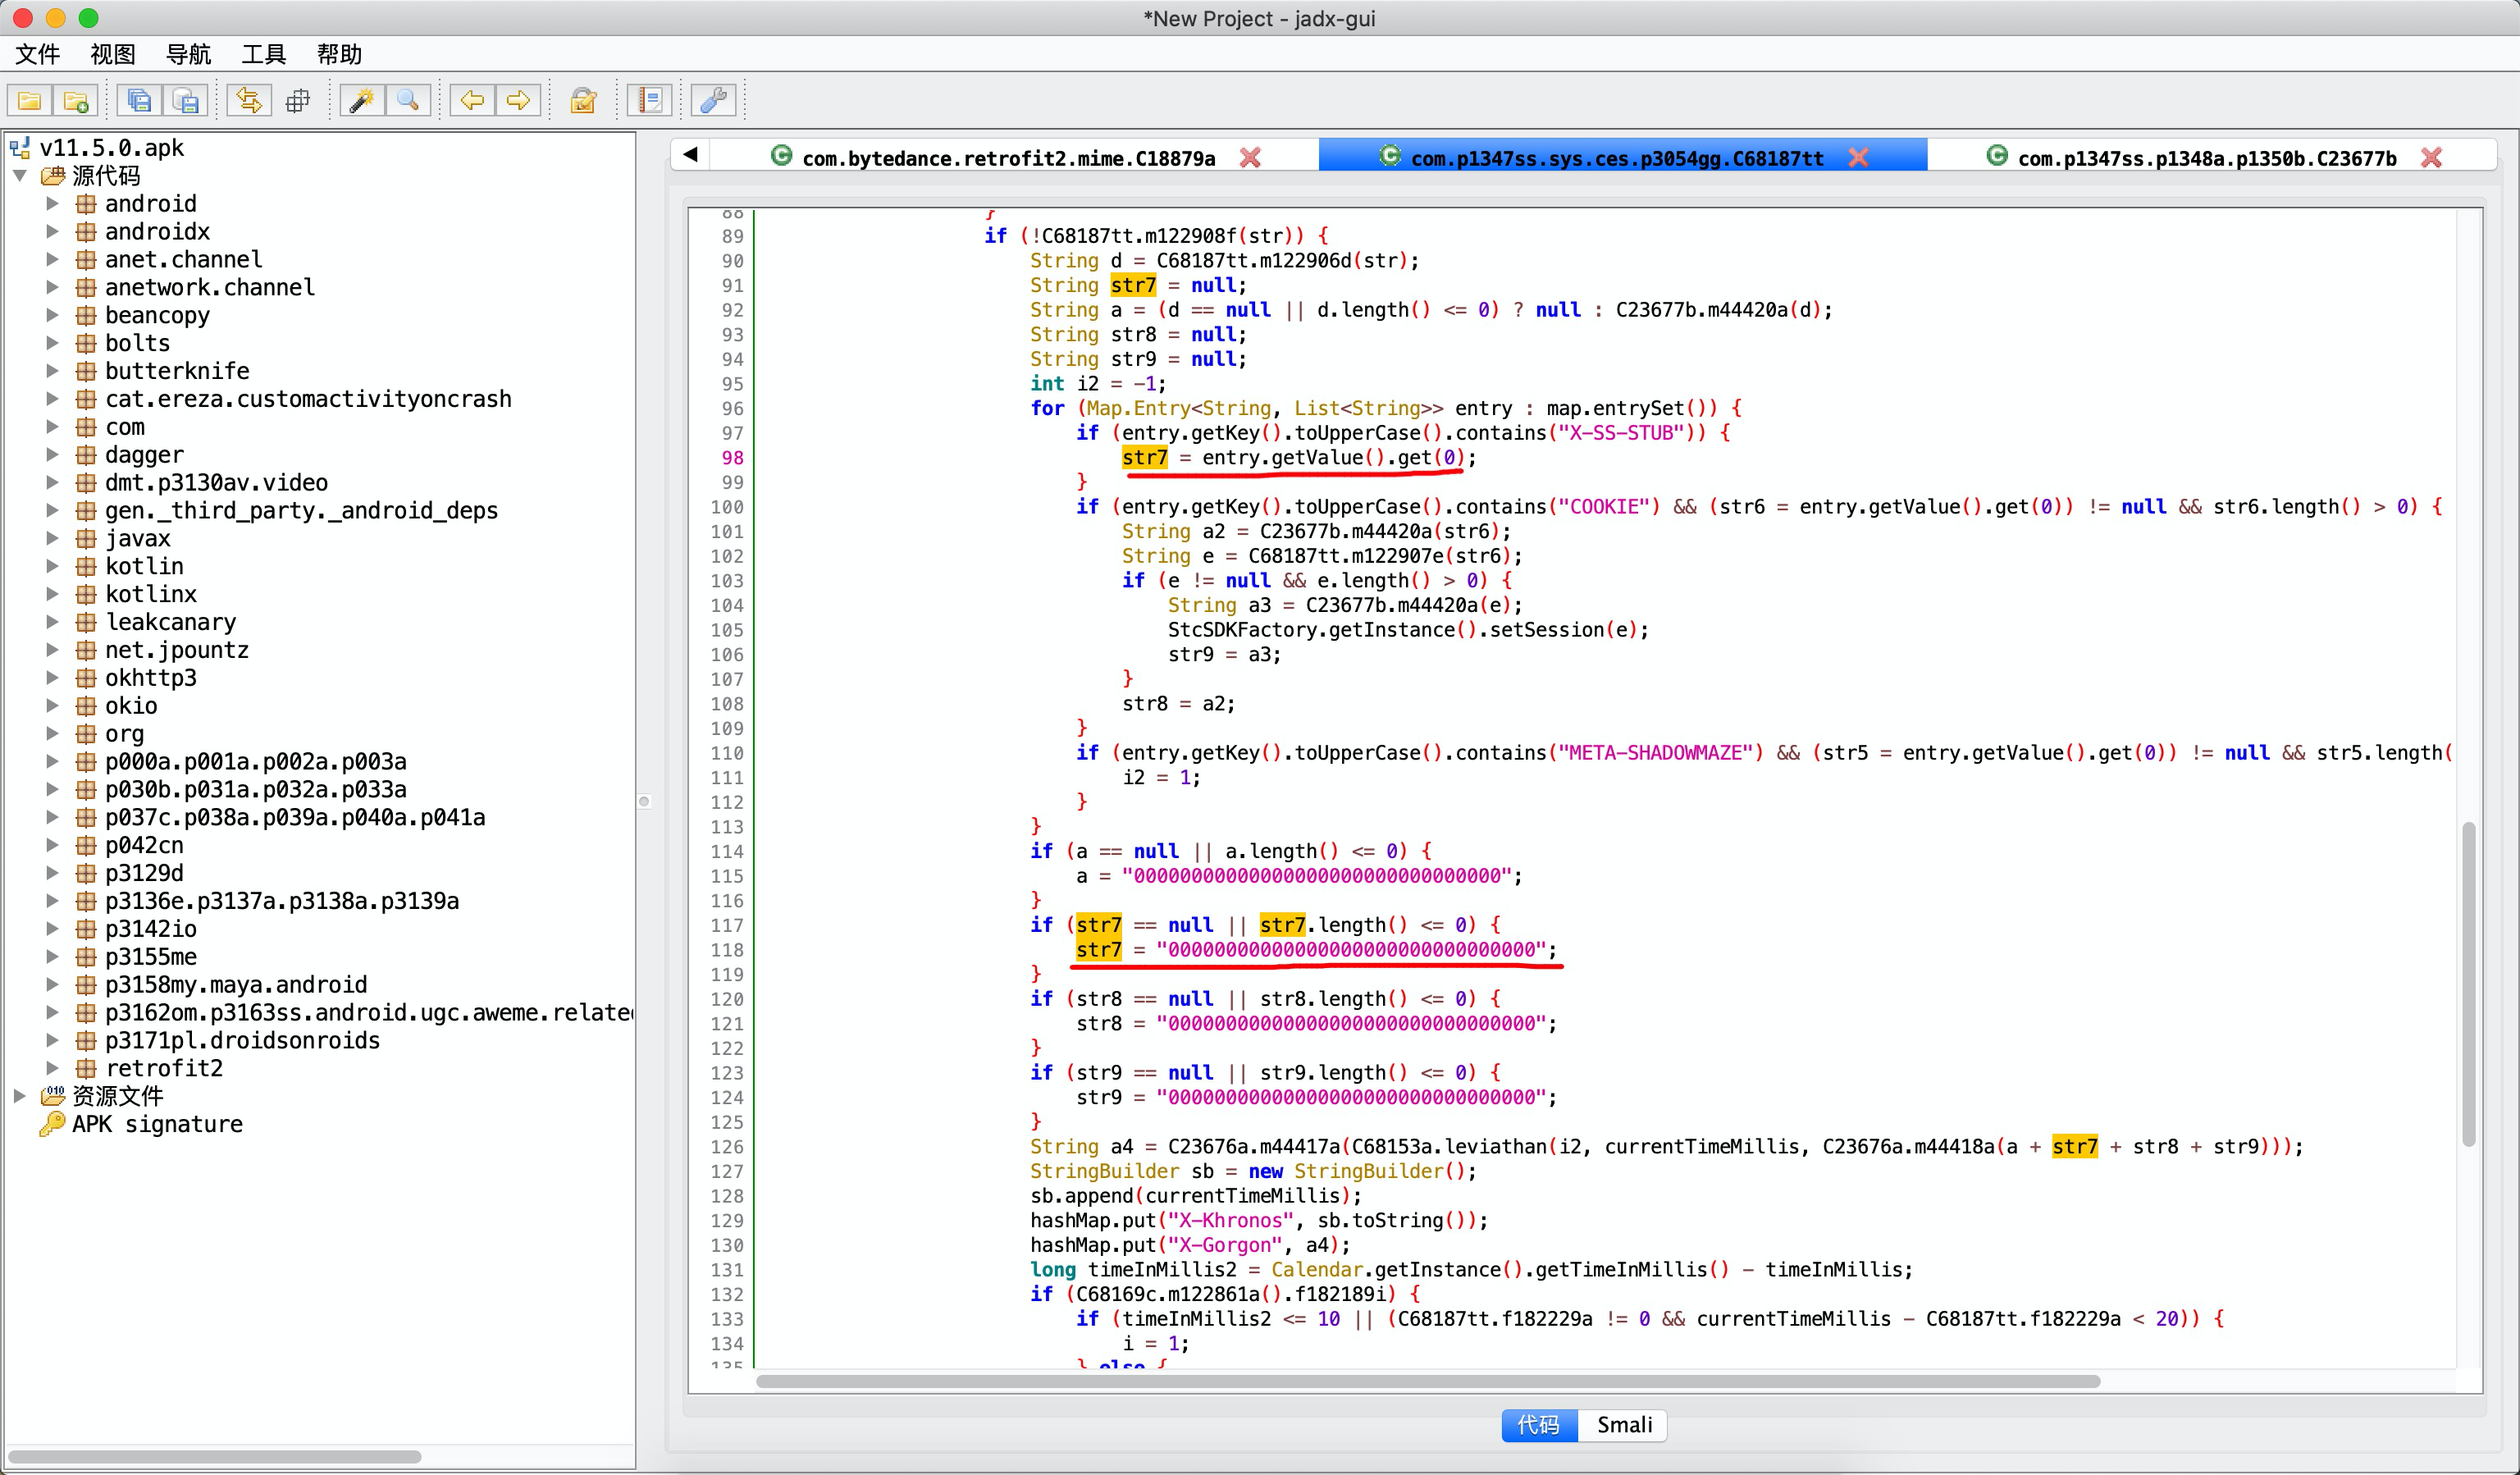 *New Project - jadx-gui
文件 视图 导航 工具 帮助
v11.5.0.apk
源代码
android
androidx
anet.channel
anetwork.channel
beancopy
bolts
butterknife
cat.ereza.customactivityoncrash
com
dagger
dmt.p3130av.video
gen._third_party._android_deps
javax
kotlin
kotlinx
leakcanary
net.jpountz
okhttp3
okio
org
p000a.p001a.p002a.p003a
p030b.p031a.p032a.p033a
p037c.p038a.p039a.p040a.p041a
p042cn
p3129d
p3136e.p3137a.p3138a.p3139a
p3142io
p3155me
p3158my.maya.android
p3162om.p3163ss.android.ugc.aweme.relate
p3171pl.droidsonroids
retrofit2
资源文件
APK signature
com.bytedance.retrofit2.mime.C18879a com.p1347ss.sys.ces.p3054gg.C68187tt com.p1347ss.p1348a.p1350b.C23677b
88 }
89 if (!C68187tt.m122908f(str)) {
90 String d = C68187tt.m122906d(str);
91 String str7 = null;
92 String a = (d == null || d.length() <= 0) ? null : C23677b.m44420a(d);
93 String str8 = null;
94 String str9 = null;
95 int i2 = -1;
96 for (Map.Entry<String, List<String>> entry : map.entrySet()) {
97 if (entry.getKey().toUpperCase().contains("X-SS-STUB")) {
98 str7 = entry.getValue().get(0);
99 }
100 if (entry.getKey().toUpperCase().contains("COOKIE") && (str6 = entry.getValue().get(0)) != null && str6.length() > 0) {
101 String a2 = C23677b.m44420a(str6);
102 String e = C68187tt.m122907e(str6);
103 if (e != null && e.length() > 0) {
104 String a3 = C23677b.m44420a(e);
105 StcSDKFactory.getInstance().setSession(e);
106 str9 = a3;
107 }
108 str8 = a2;
109 }
110 if (entry.getKey().toUpperCase().contains("META-SHADOWMAZE") && (str5 = entry.getValue().get(0)) != null && str5.length(
111 i2 = 1;
112 }
113 }
114 if (a == null || a.length() <= 0) {
115 a = "00000000000000000000000000000000";
116 }
117 if (str7 == null || str7.length() <= 0) {
118 str7 = "00000000000000000000000000000000";
119 }
120 if (str8 == null || str8.length() <= 0) {
121 str8 = "00000000000000000000000000000000";
122 }
123 if (str9 == null || str9.length() <= 0) {
124 str9 = "00000000000000000000000000000000";
125 }
126 String a4 = C23676a.m44417a(C68153a.leviathan(i2, currentTimeMillis, C23676a.m44418a(a + str7 + str8 + str9)));
127 StringBuilder sb = new StringBuilder();
128 sb.append(currentTimeMillis);
129 hashMap.put("X-Khronos", sb.toString());
130 hashMap.put("X-Gorgon", a4);
131 long timeInMillis2 = Calendar.getInstance().getTimeInMillis() - timeInMillis;
132 if (C68169c.m122861a().f182189i) {
133 if (timeInMillis2 <= 10 || (C68187tt.f182229a != 0 && currentTimeMillis - C68187tt.f182229a < 20)) {
134 i = 1;
135 } else {
代码 Smali